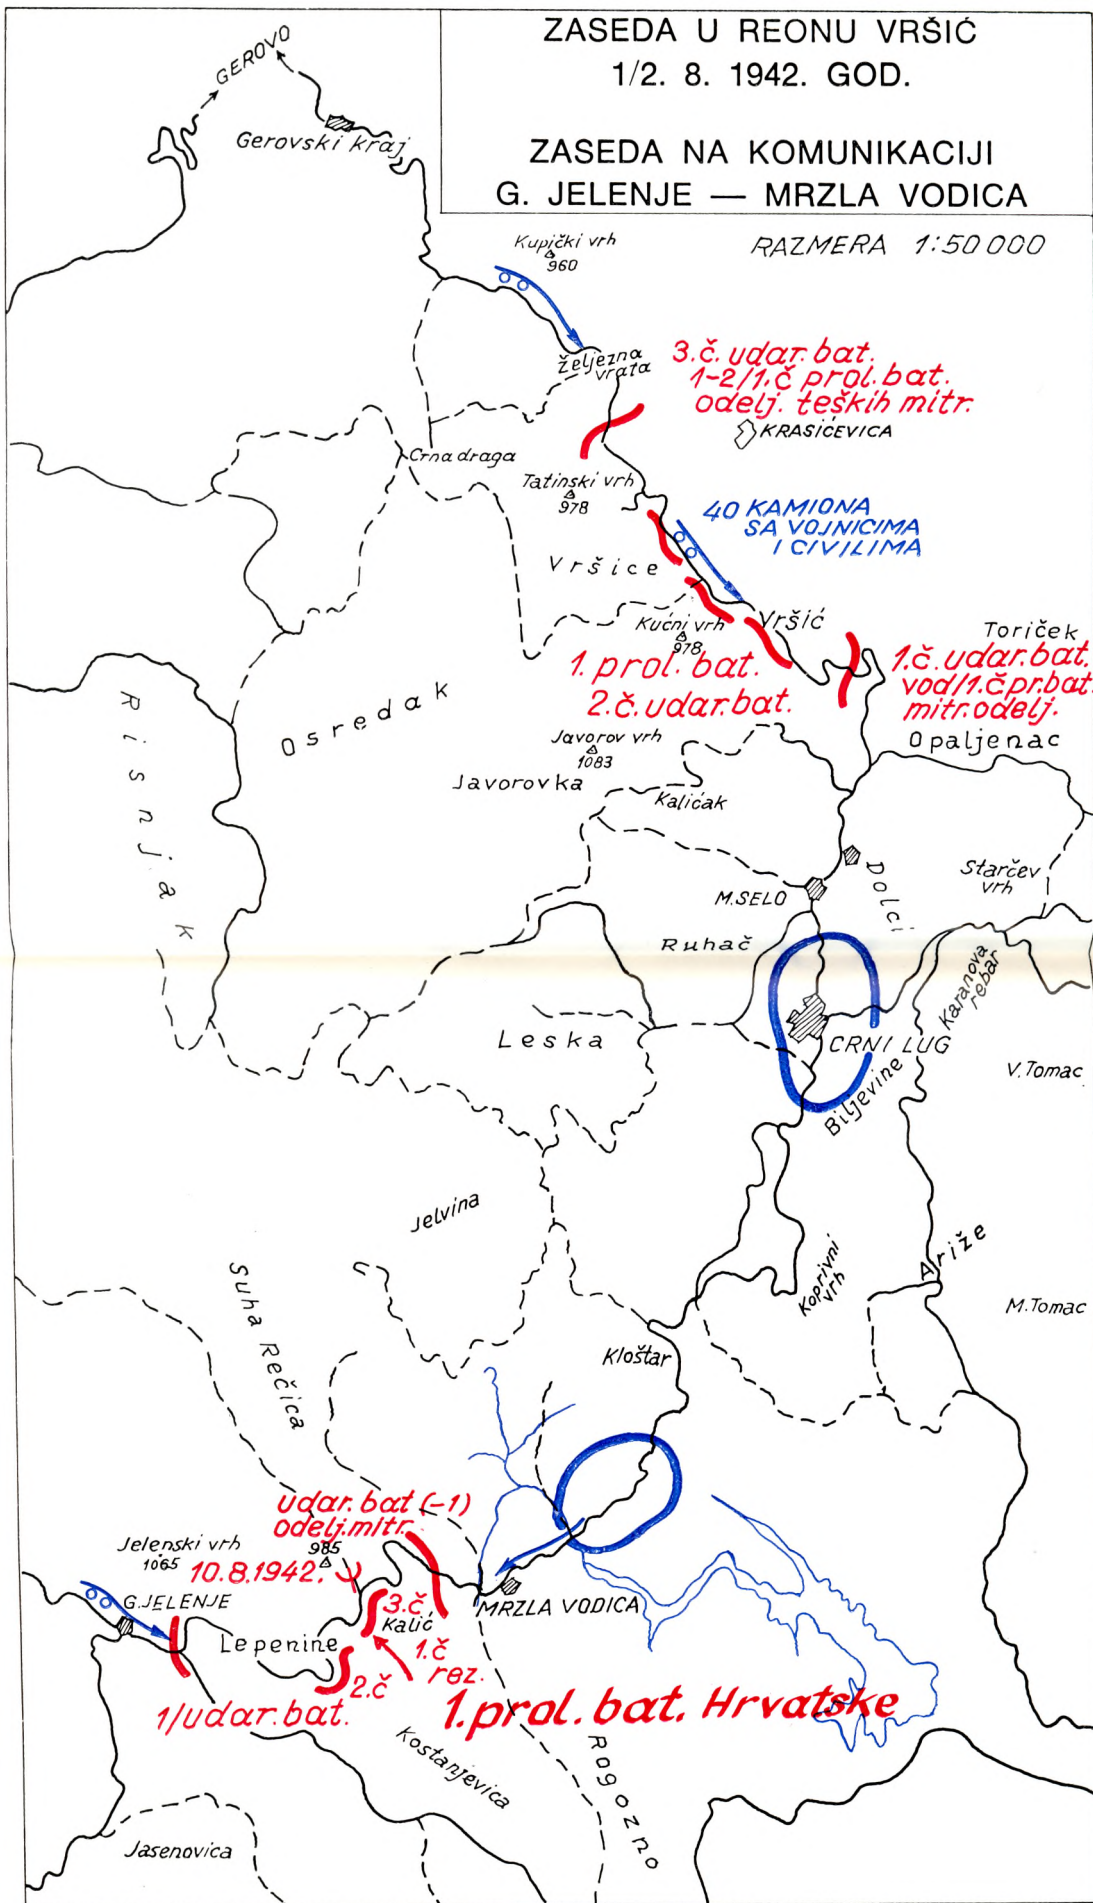 ZASEDA U REONU VRŠIĆ
1/2. 8. 1942. GOD.
ZASEDA NA KOMUNIKACIJI
G. JELENJE — MRZLA VODICA
RAZMERA 1:50 000
GEROVO
Gerovski kraj
Kupički vrh
960
Željezna
vrata
3.č. udar. bat.
1-2/1.č prol. bat.
odelj. teških mitr.
KRASIĆEVICA
Crna draga
Tatinski vrh
978
40 KAMIONA
SA VOJNICIMA
I CIVILIMA
Vršice
Vršić
Kućni vrh
978
Toriček
1. prol. bat.
2.č. udar. bat.
1.č. udar. bat.
vod/1.č pr. bat.
mitr. odelj.
Opaljenac
Risnjak
Osredak
Javorov vrh
1083
Javorovka
Kalićak
Dolci
Starčev
vrh
M. SELO
Ruhač
Karanova
rebar
Leska
CRNI LUG
Biljevine
V. Tomac
Jelvina
Koprivni
vrh
Ariže
M. Tomac
Suha Rečica
Kloštar
udar. bat (-1)
odelj. mitr.
Jelenski vrh
1065
985
10.8.1942.
G. JELENJE
3.č.
Kalić
MRZLA VODICA
Lepenine
1.č
rez.
2.č
1/udar. bat.
1. prol. bat. Hrvatske
Kostanjevica
Rogozno
Jasenovica